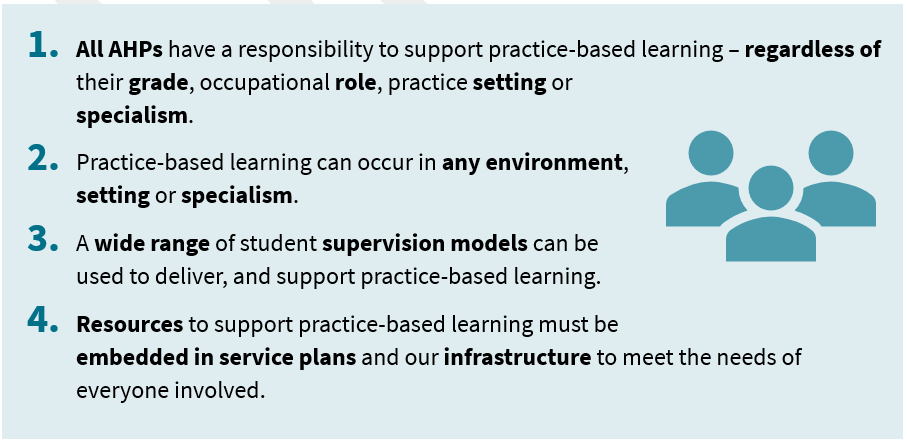 1. All AHPs have a responsibility to support practice-based learning – regardless of
their grade, occupational role, practice setting or
specialism.
2. Practice-based learning can occur in any environment,
setting or specialism.
3. A wide range of student supervision models can be
used to deliver, and support practice-based learning.
4. Resources to support practice-based learning must be
embedded in service plans and our infrastructure to meet the needs of
everyone involved.